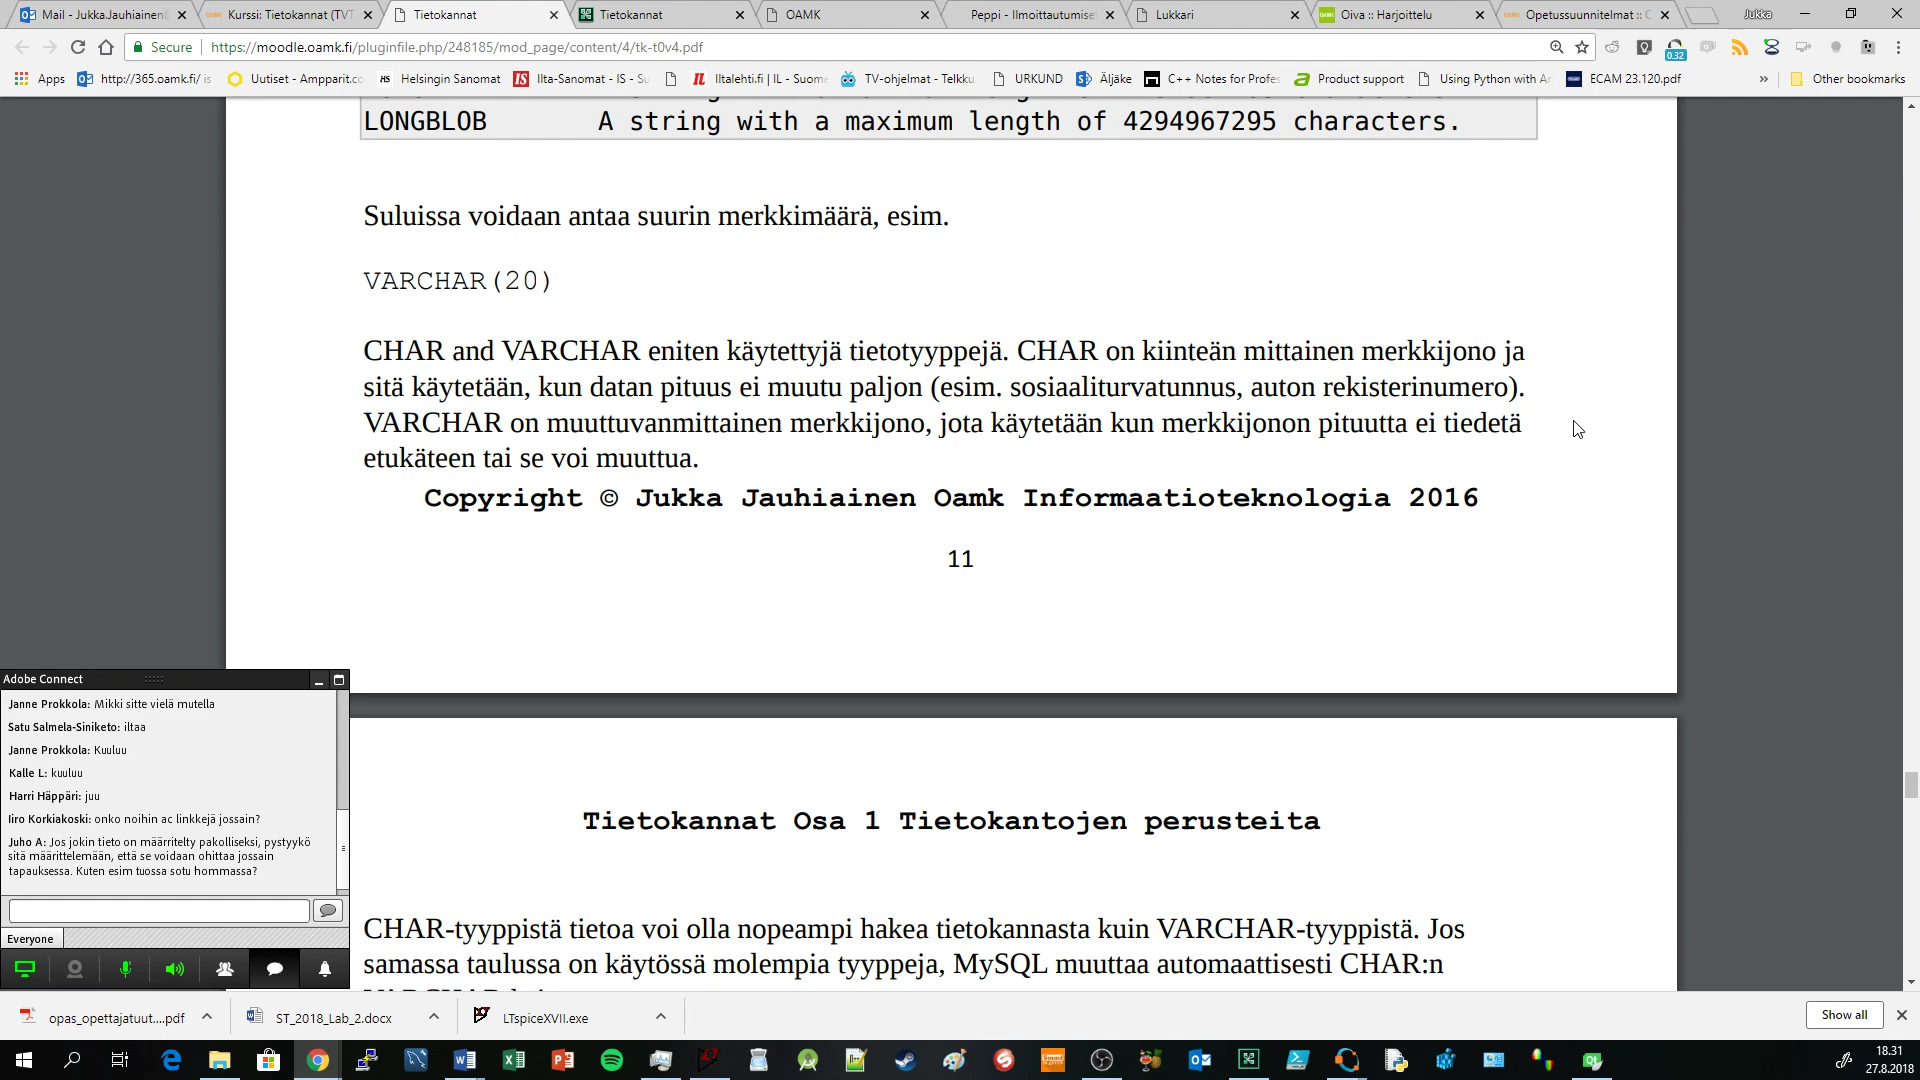 Mail - Jukka.Jauhiainen@
Kurssi: Tietokannat (TVT
Tietokannat
Tietokannat
OAMK
Peppi - Ilmoittautumiset
Lukkari
Oiva :: Harjoittelu
Opetussuunnitelmat :: O
Jukka
Secure
https://moodle.oamk.fi/pluginfile.php/248185/mod_page/content/4/tk-t0v4.pdf
0.32
Apps
http://365.oamk.fi/ is
Uutiset - Ampparit.co
Helsingin Sanomat
Ilta-Sanomat - IS - Su
Iltalehti.fi | IL - Suom
TV-ohjelmat - Telkku
URKUND
Äljäke
C++ Notes for Profes
Product support
Using Python with Ar
ECAM 23.120.pdf
»
Other bookmarks
LONGBLOB A string with a maximum length of 4294967295 characters.
Suluissa voidaan antaa suurin merkkimäärä, esim.
VARCHAR(20)
CHAR and VARCHAR eniten käytettyjä tietotyyppejä. CHAR on kiinteän mittainen merkkijono ja
sitä käytetään, kun datan pituus ei muutu paljon (esim. sosiaaliturvatunnus, auton rekisterinumero).
VARCHAR on muuttuvanmittainen merkkijono, jota käytetään kun merkkijonon pituutta ei tiedetä
etukäteen tai se voi muuttua.
Copyright © Jukka Jauhiainen Oamk Informaatioteknologia 2016
11
Tietokannat Osa 1 Tietokantojen perusteita
CHAR-tyyppistä tietoa voi olla nopeampi hakea tietokannasta kuin VARCHAR-tyyppistä. Jos
samassa taulussa on käytössä molempia tyyppeja, MySQL muuttaa automaattisesti CHAR:n
Adobe Connect
Janne Prokkola: Mikki sitte vielä mutella
Satu Salmela-Siniketo: iltaa
Janne Prokkola: Kuuluu
Kalle L: kuuluu
Harri Häppäri: juu
Iiro Korkiakoski: onko noihin ac linkkejä jossain?
Juho A: Jos jokin tieto on määrritelty pakolliseksi, pystyykö
sitä määrittelemään, että se voidaan ohittaa jossain
tapauksessa. Kuten esim tuossa sotu hommassa?
Everyone
opas_opettajatuut....pdf
ST_2018_Lab_2.docx
LTspiceXVII.exe
Show all
18.31
27.8.2018